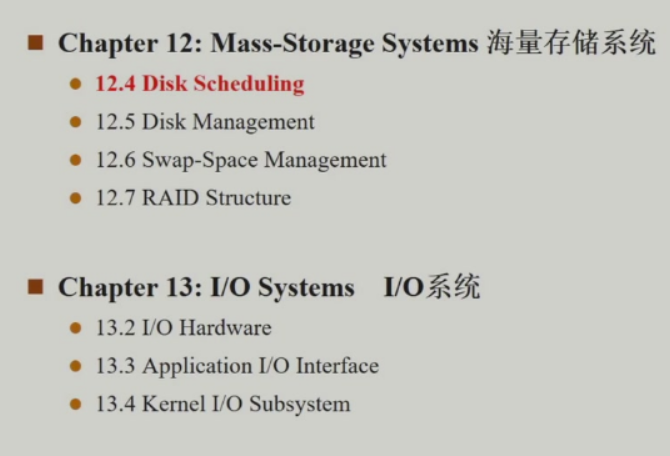 Chapter 12: Mass-Storage Systems 海量存储系统
12.4 Disk Scheduling
12.5 Disk Management
12.6 Swap-Space Management
12.7 RAID Structure
Chapter 13: I/O Systems I/O系统
13.2 I/O Hardware
13.3 Application I/O Interface
13.4 Kernel I/O Subsystem